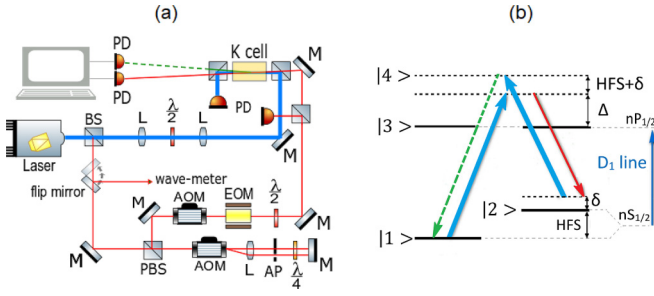 (a)
(b)
PD
K cell
M
PD
PD
BS
L
λ/2
L
M
Laser
flip mirror
wave-meter
AOM
EOM
λ/2
M
M
PBS
AOM
L
AP
λ/4
M
|4 >
HFS+δ
Δ
|3 >
nP1/2
D1 line
δ
|2 >
HFS
nS1/2
|1 >